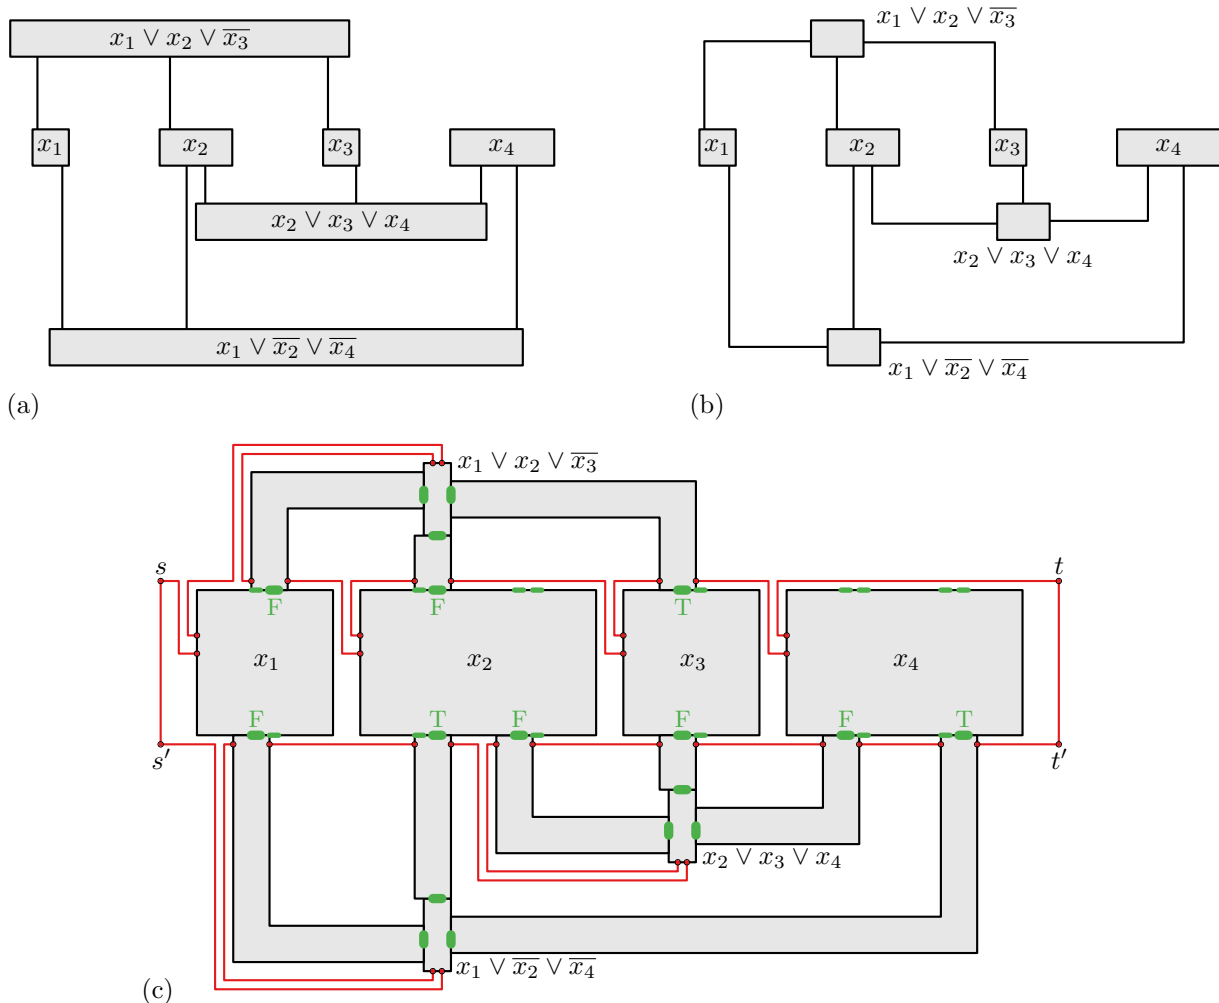 x₁ ∨ x₂ ∨ x̅₃
x₁ x₂ x₃ x₄
x₂ ∨ x₃ ∨ x₄
x₁ ∨ x̅₂ ∨ x̅₄
(a)
x₁ ∨ x₂ ∨ x̅₃
x₁ x₂ x₃ x₄
x₂ ∨ x₃ ∨ x₄
x₁ ∨ x̅₂ ∨ x̅₄
(b)
x₁ ∨ x₂ ∨ x̅₃
s t
F F T
x₁ x₂ x₃ x₄
F T F F F T
s′ t′
x₂ ∨ x₃ ∨ x₄
x₁ ∨ x̅₂ ∨ x̅₄
(c)